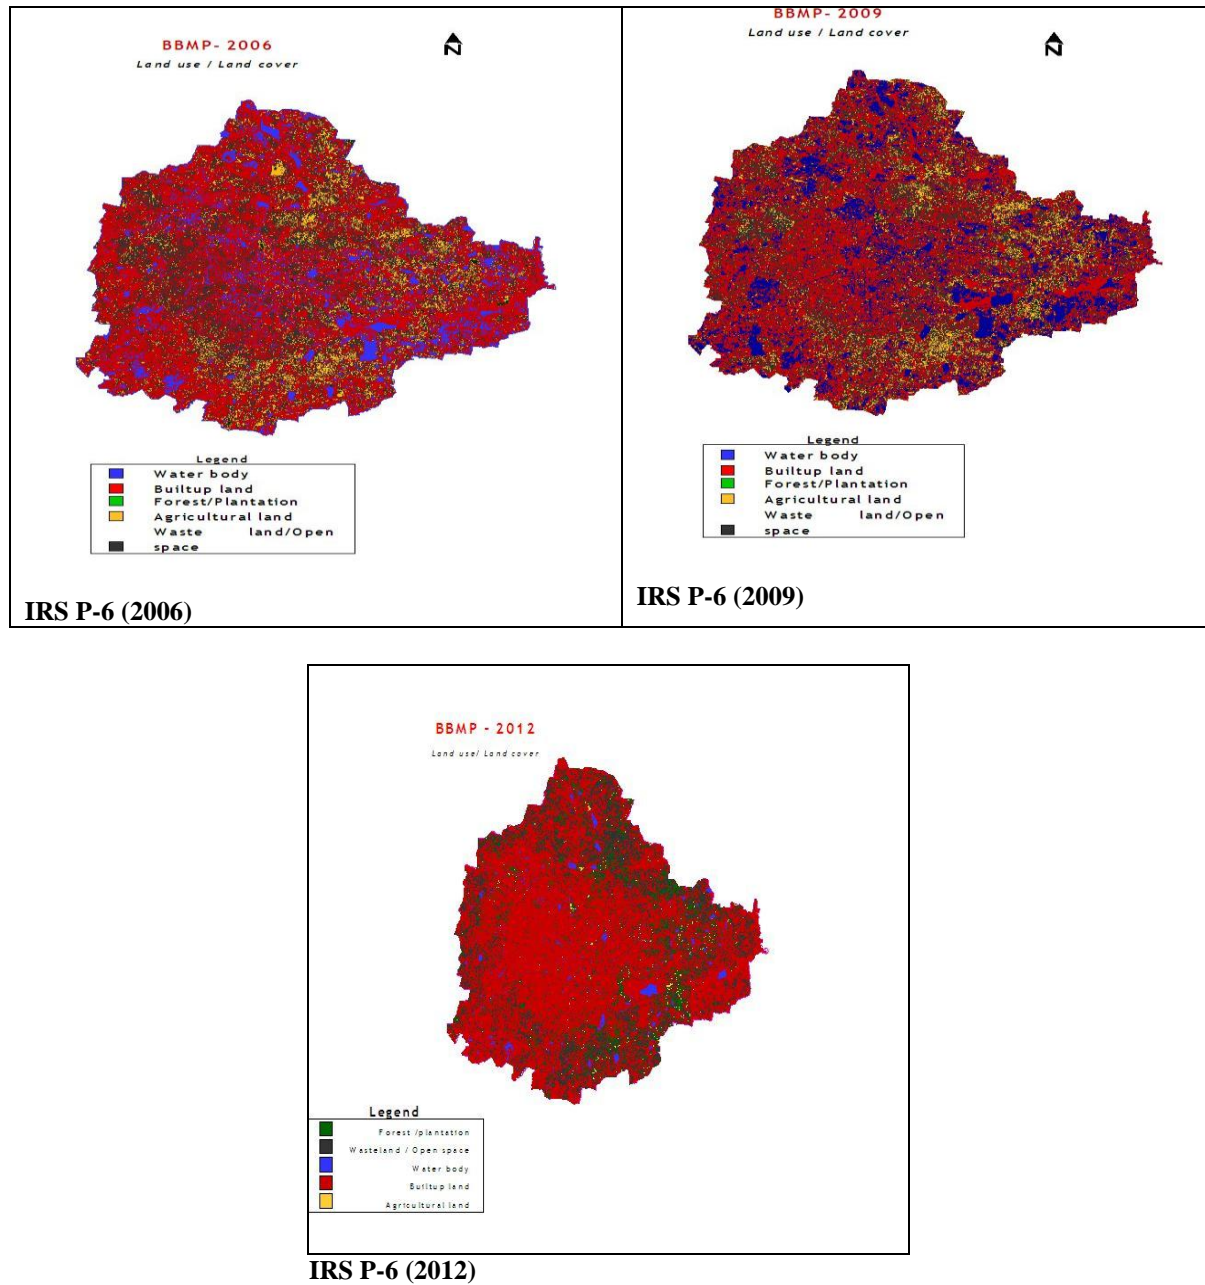 BBMP- 2006
Land use / Land cover
N
Legend
Water body
Builtup land
Forest/Plantation
Agricultural land
Waste land/Open
space
IRS P-6 (2006)
BBMP- 2009
Land use / Land cover
N
Legend
Water body
Builtup land
Forest/Plantation
Agricultural land
Waste land/Open
space
IRS P-6 (2009)
BBMP - 2012
Land use/ Land cover
Legend
Forest /plantation
Wasteland / Open space
Water body
Builtup land
Agricultural land
IRS P-6 (2012)